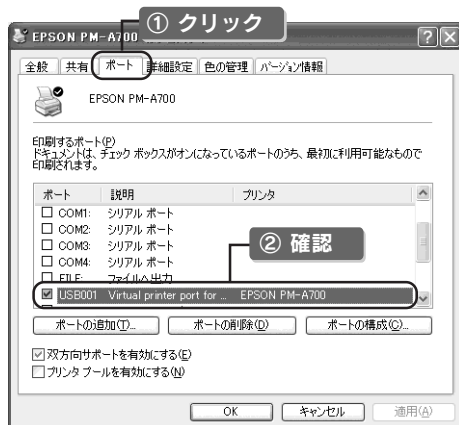 ① クリック
EPSON PM-A700
全般 共有 ポート 詳細設定 色の管理 バージョン情報
EPSON PM-A700
印刷するポート(P)
ドキュメントは、チェック ボックスがオンになっているポートのうち、最初に利用可能なもので
印刷されます。
ポート 説明 プリンタ
COM1: シリアル ポート
COM2: シリアル ポート
COM3: シリアル ポート
COM4: シリアル ポート
② 確認
FILE: ファイルへ出力
USB001 Virtual printer port for ... EPSON PM-A700
ポートの追加(T)... ポートの削除(D) ポートの構成(C)...
双方向サポートを有効にする(E)
プリンタ プールを有効にする(N)
OK キャンセル 適用(A)